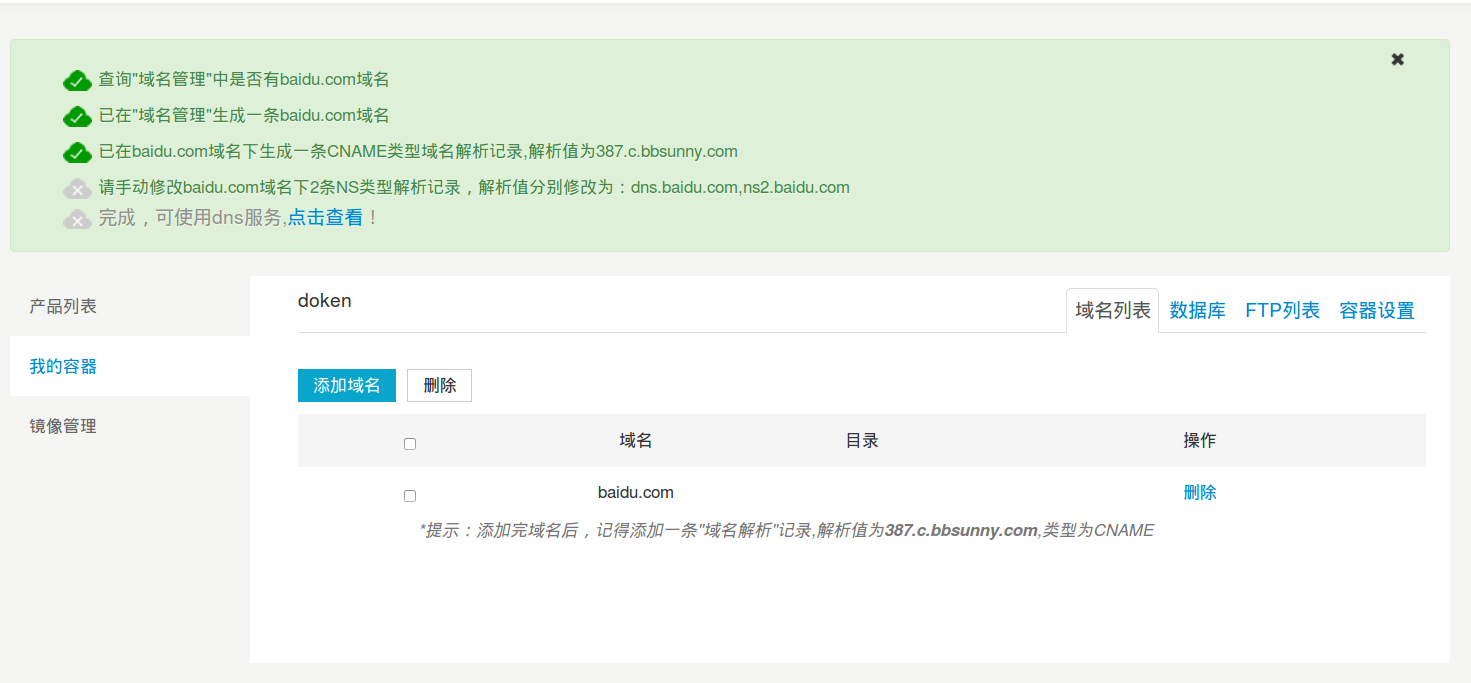 查询"域名管理"中是否有baidu.com域名
已在"域名管理"生成一条baidu.com域名
已在baidu.com域名下生成一条CNAME类型域名解析记录,解析值为387.c.bbsunny.com
请手动修改baidu.com域名下2条NS类型解析记录，解析值分别修改为：dns.baidu.com,ns2.baidu.com
完成，可使用dns服务,点击查看！
产品列表
我的容器
镜像管理
doken
域名列表 数据库 FTP列表 容器设置
添加域名 删除
域名 目录 操作
baidu.com 删除
*提示：添加完域名后，记得添加一条"域名解析"记录,解析值为387.c.bbsunny.com,类型为CNAME